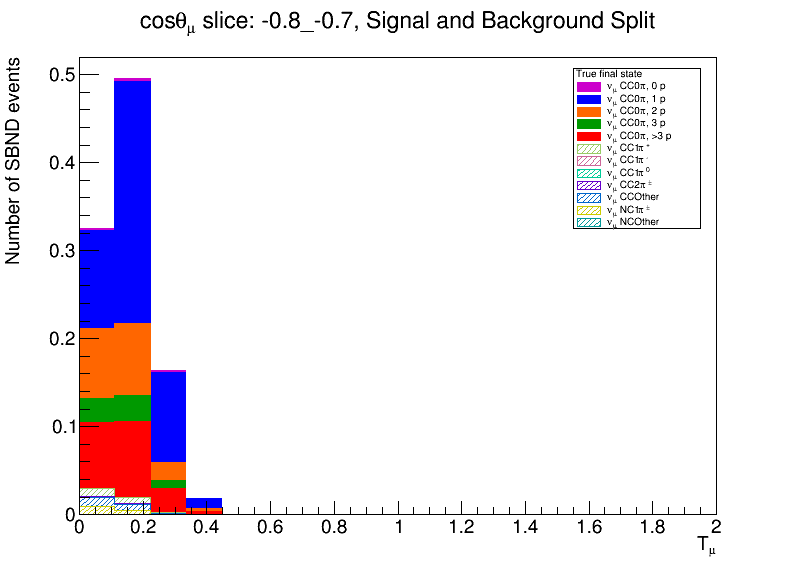 cosθμ slice: -0.8_-0.7, Signal and Background Split
Number of SBND events
0.5
0.4
0.3
0.2
0.1
0
True final state
νμ CC0π, 0 p
νμ CC0π, 1 p
νμ CC0π, 2 p
νμ CC0π, 3 p
νμ CC0π, >3 p
νμ CC1π⁺
νμ CC1π⁻
νμ CC1π⁰
νμ CC2π±
νμ CCOther
νμ NC1π±
νμ NCOther
0 0.2 0.4 0.6 0.8 1 1.2 1.4 1.6 1.8 2
Tμ